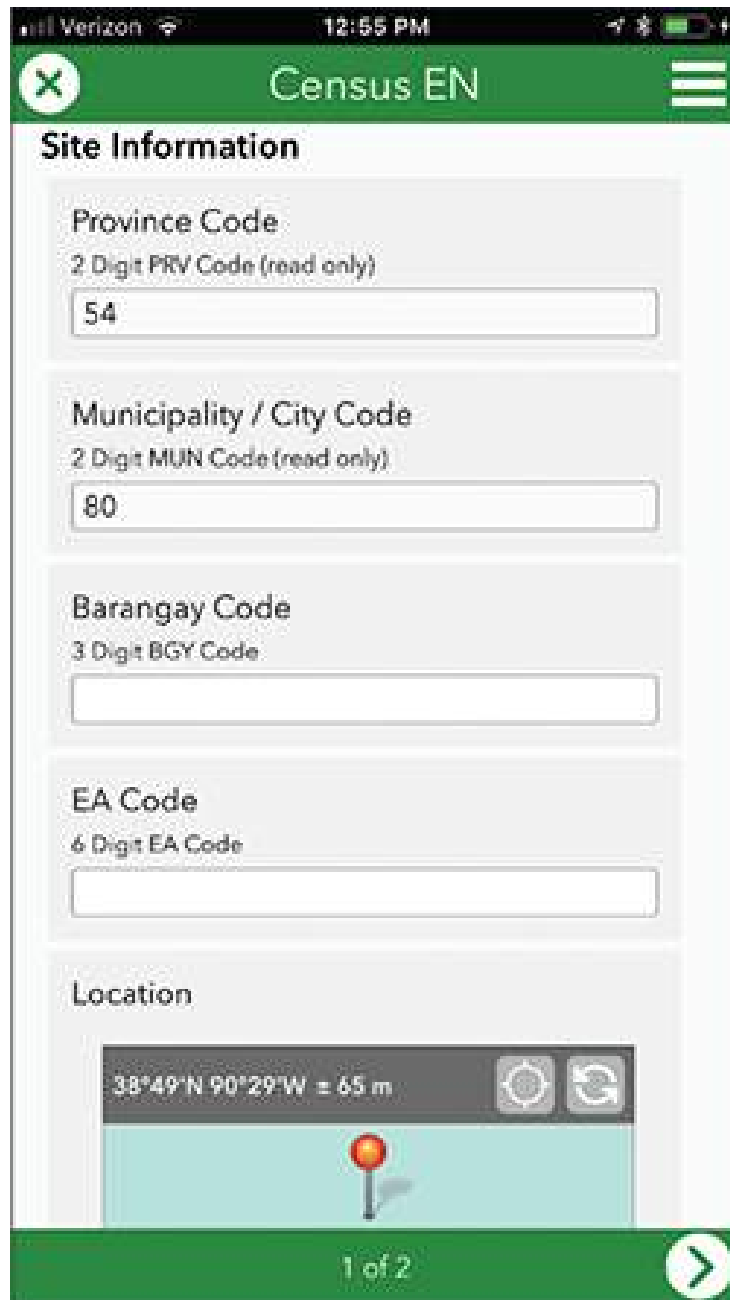 Verizon 12:55 PM
Census EN
Site Information
Province Code
2 Digit PRV Code (read only)
54
Municipality / City Code
2 Digit MUN Code (read only)
80
Barangay Code
3 Digit BGY Code
EA Code
6 Digit EA Code
Location
38°49'N 90°29'W ± 65 m
1 of 2